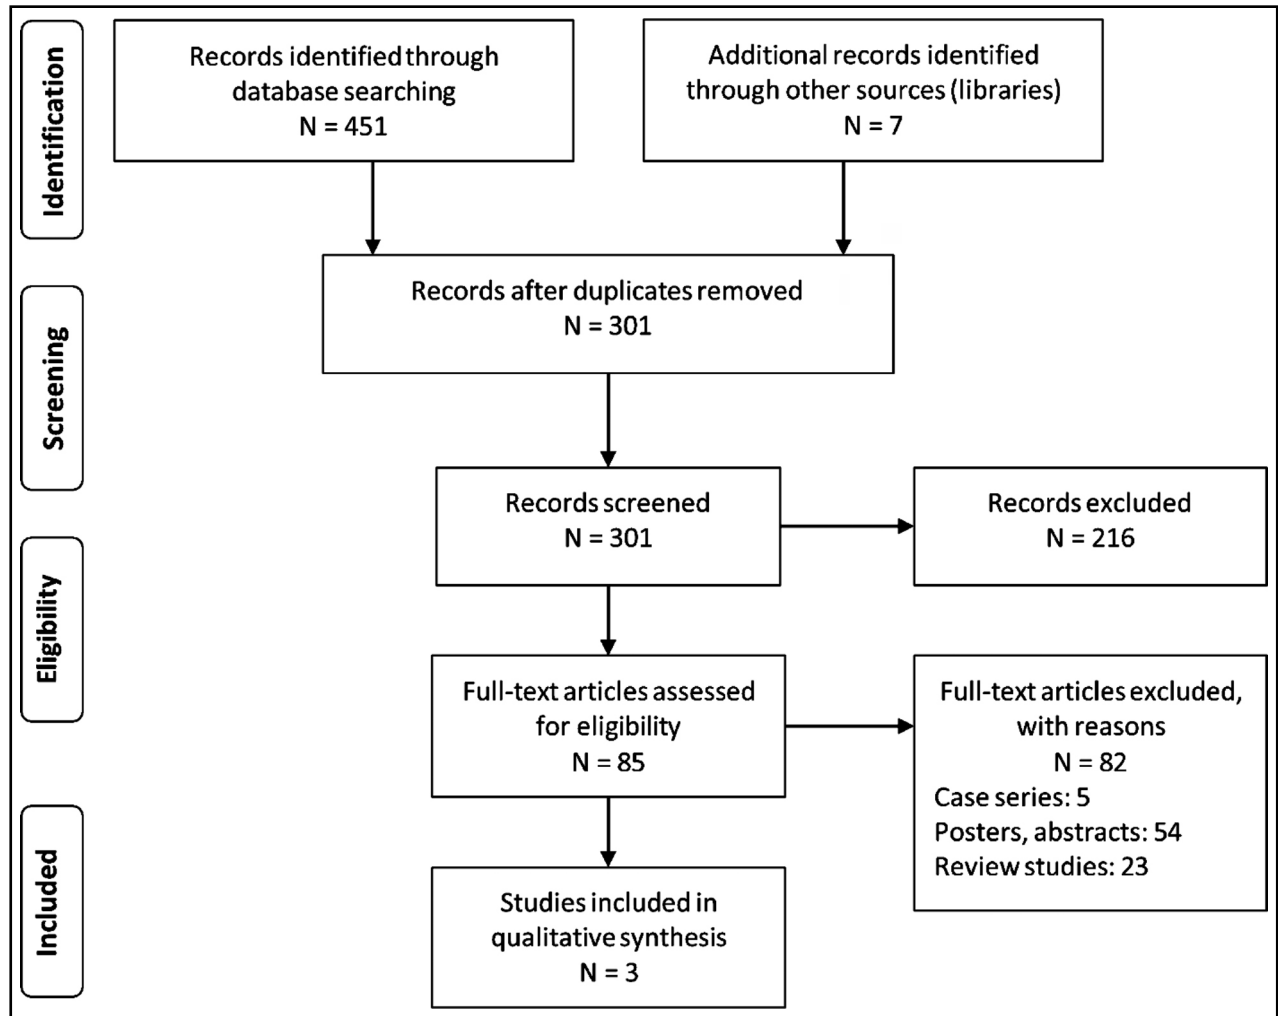 Identification
Records identified through
database searching
N = 451
Additional records identified
through other sources (libraries)
N = 7
Screening
Records after duplicates removed
N = 301
Records screened
N = 301
Records excluded
N = 216
Eligibility
Full-text articles assessed
for eligibility
N = 85
Full-text articles excluded,
with reasons
N = 82
Case series: 5
Posters, abstracts: 54
Review studies: 23
Included
Studies included in
qualitative synthesis
N = 3